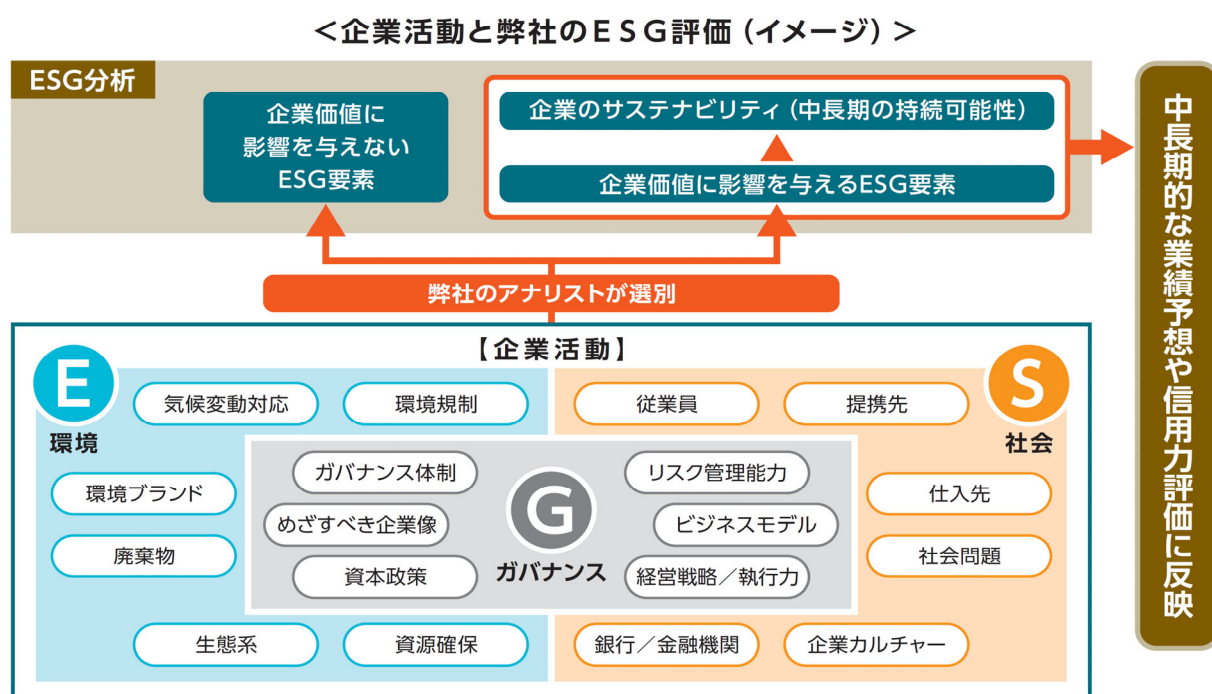 ＜企業活動と弊社のESG評価（イメージ）＞
ESG分析
企業価値に
影響を与えない
ESG要素
企業のサステナビリティ（中長期の持続可能性）
企業価値に影響を与えるESG要素
中長期的な業績予想や信用力評価に反映
弊社のアナリストが選別
【企業活動】
E
環境
気候変動対応
環境規制
環境ブランド
廃棄物
生態系
資源確保
G
ガバナンス
ガバナンス体制
めざすべき企業像
資本政策
リスク管理能力
ビジネスモデル
経営戦略／執行力
S
社会
従業員
提携先
仕入先
社会問題
銀行／金融機関
企業カルチャー